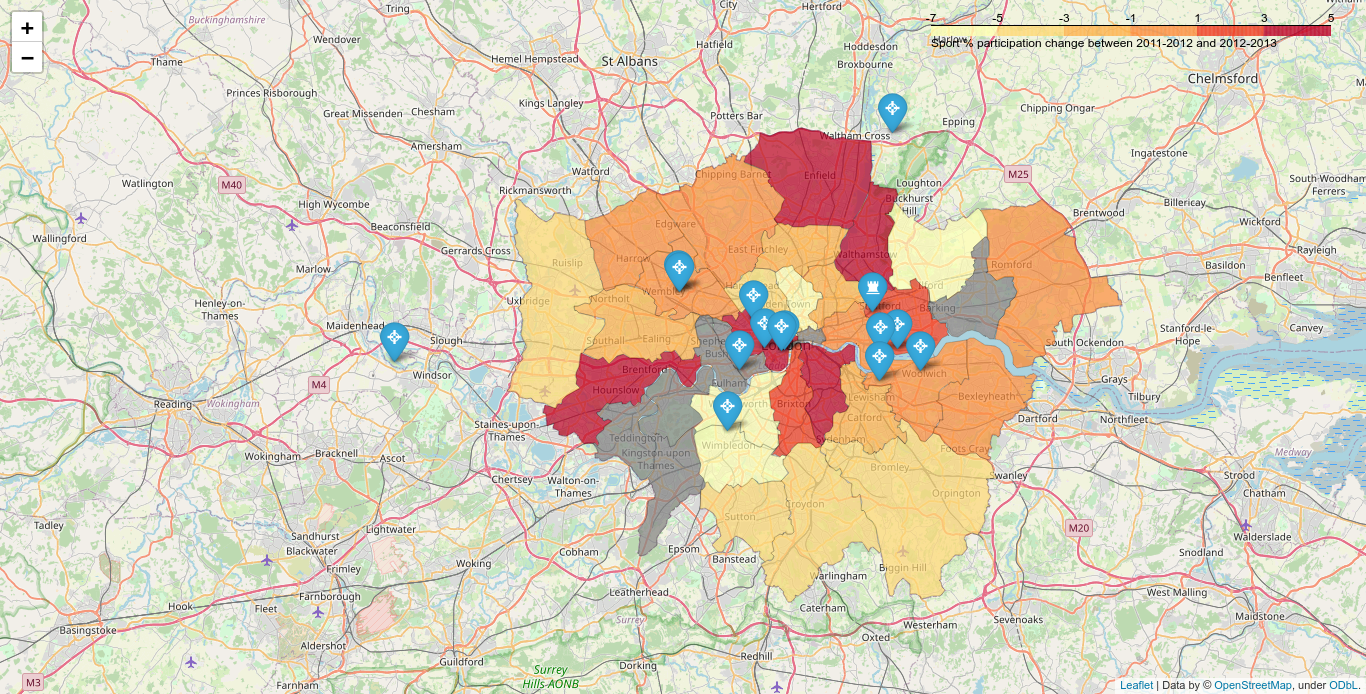 +
−
-7 -5 -3 -1 1 3 5
Sport % participation change between 2011-2012 and 2012-2013
Tring
City
Hertford
Buckinghamshire
Wendover
Hatfield
Hoddesdon
Harlow
Thame
Hemel Hempstead
St Albans
Broxbourne
Chelmsford
Princes Risborough
Kings Langley
Great Missenden
Chesham
Potters Bar
Chipping Ongar
Epping
Waltham Cross
Amersham
Ingatestone
Watford
Chipping Barnet
Enfield
M25
Watlington
M40
Rickmansworth
Loughton
South Woodham
Ferrers
High Wycombe
Buckhurst
Hill
Billericay
Brentwood
Wickford
Beaconsfield
Edgware
Wallingford
Gerrards Cross
East Finchley
Rayleigh
Harrow
Walthamstow
Ruislip
Romford
Basildon
Marlow
Benfleet
Wembley
Uxbridge
Northolt
Henley-
on-Thames
Barking
Maidenhead
Slough
Southall
Ealing
London
Stanford-le
Hope
Canvey
South Ockendon
Fulham
Brentford
Windsor
Woolwich
Grays
M4
Hounslow
Lewisham
Bexleyheath
Tilbury
Reading
Wokingham
Brixton
Catford
Dartford
Northfleet
Staines-upon-
Thames
Teddington
Wimbledon
Sydenham
Foots Cray
Kingston upon
Thames
Wokingham
Bracknell
Ascot
Medway
Bromley
Swanley
Strood
Chertsey
Walton-on-
Thames
Orpington
Chatham
Croydon
Sutton
Tadley
Lightwater
M20
Sandhurst
Walderslade
Blackwater
Cobham
Epsom
Banstead
Snodland
Woking
Frimley
Biggin Hill
Warlingham
Farnborough
Leatherhead
West Malling
Hook
Fleet
Caterham
Surrey
Westerham
Sevenoaks
Maidstone
Basingstoke
Oxted
Aldershot
Redhill
Guildford
Dorking
Surrey
Hills AONB
M3
Farnham
Leaflet | Data by © OpenStreetMap, under ODbL.